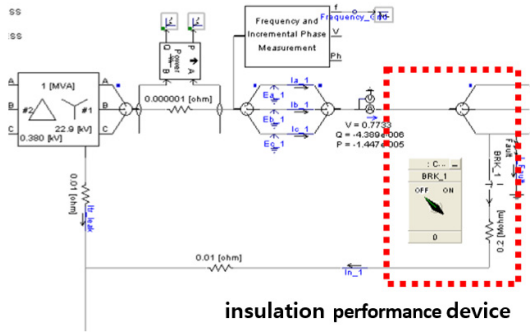 ss
ss
A
B
C
#2
1 [MVA]
#1
0.380 [kV]
22.9 [kV]
A
B
C
Q
P
Power
B
A
0.000001 [ohm]
Frequency and
Incremental Phase
Measurement
f
V
Ph
Frequency_
Ea_1
Eb_1
Ec_1
Ia_1
Ib_1
Ic_1
V = 0.7733
Q = -4.389e-006
P = -1.447e-005
: C...
BRK_1
OFF ON
0
Fault
BRK_1
0.2 [Mohm]
0.01 [ohm]
0.01 [ohm]
In_1
insulation performance device